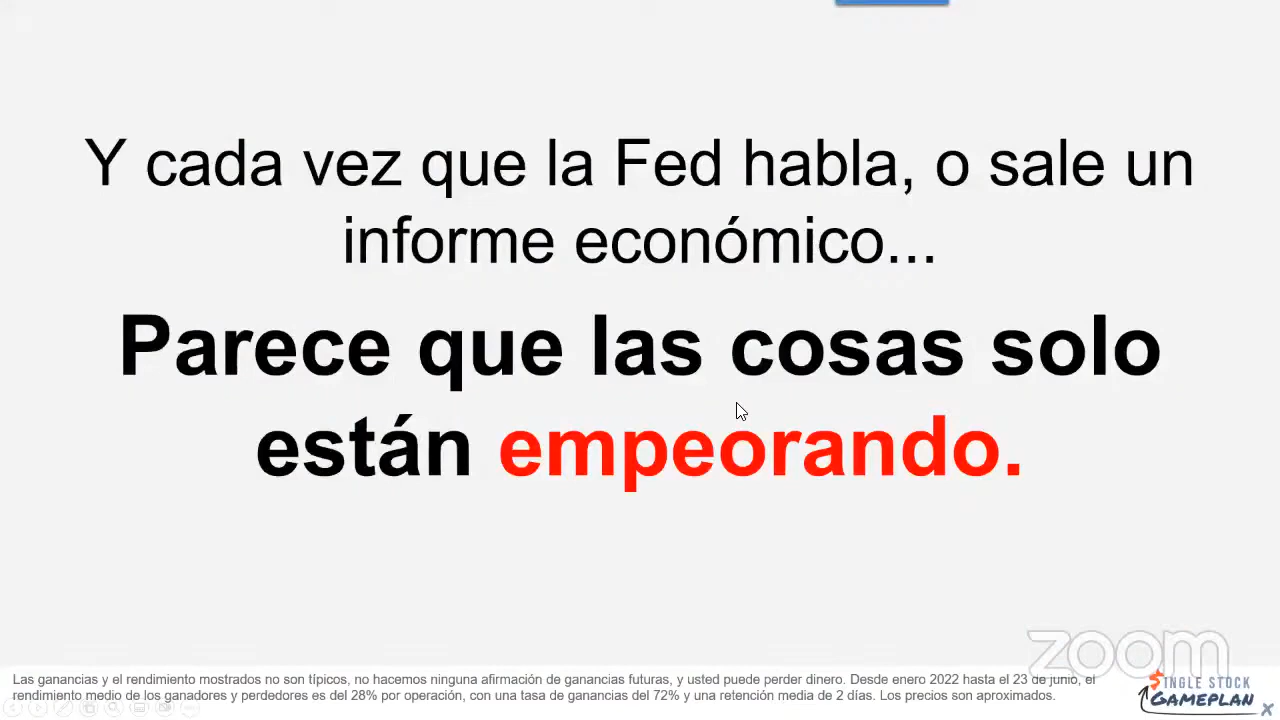 Y cada vez que la Fed habla, o sale un
informe económico...
Parece que las cosas solo
están empeorando.
zoom
Las ganancias y el rendimiento mostrados no son típicos, no hacemos ninguna afirmación de ganancias futuras, y usted puede perder dinero. Desde enero 2022 hasta el 23 de junio, el
rendimiento medio de los ganadores y perdedores es del 28% por operación, con una tasa de ganancias del 72% y una retención media de 2 días. Los precios son aproximados.
SINGLE STOCK
GAMEPLAN X